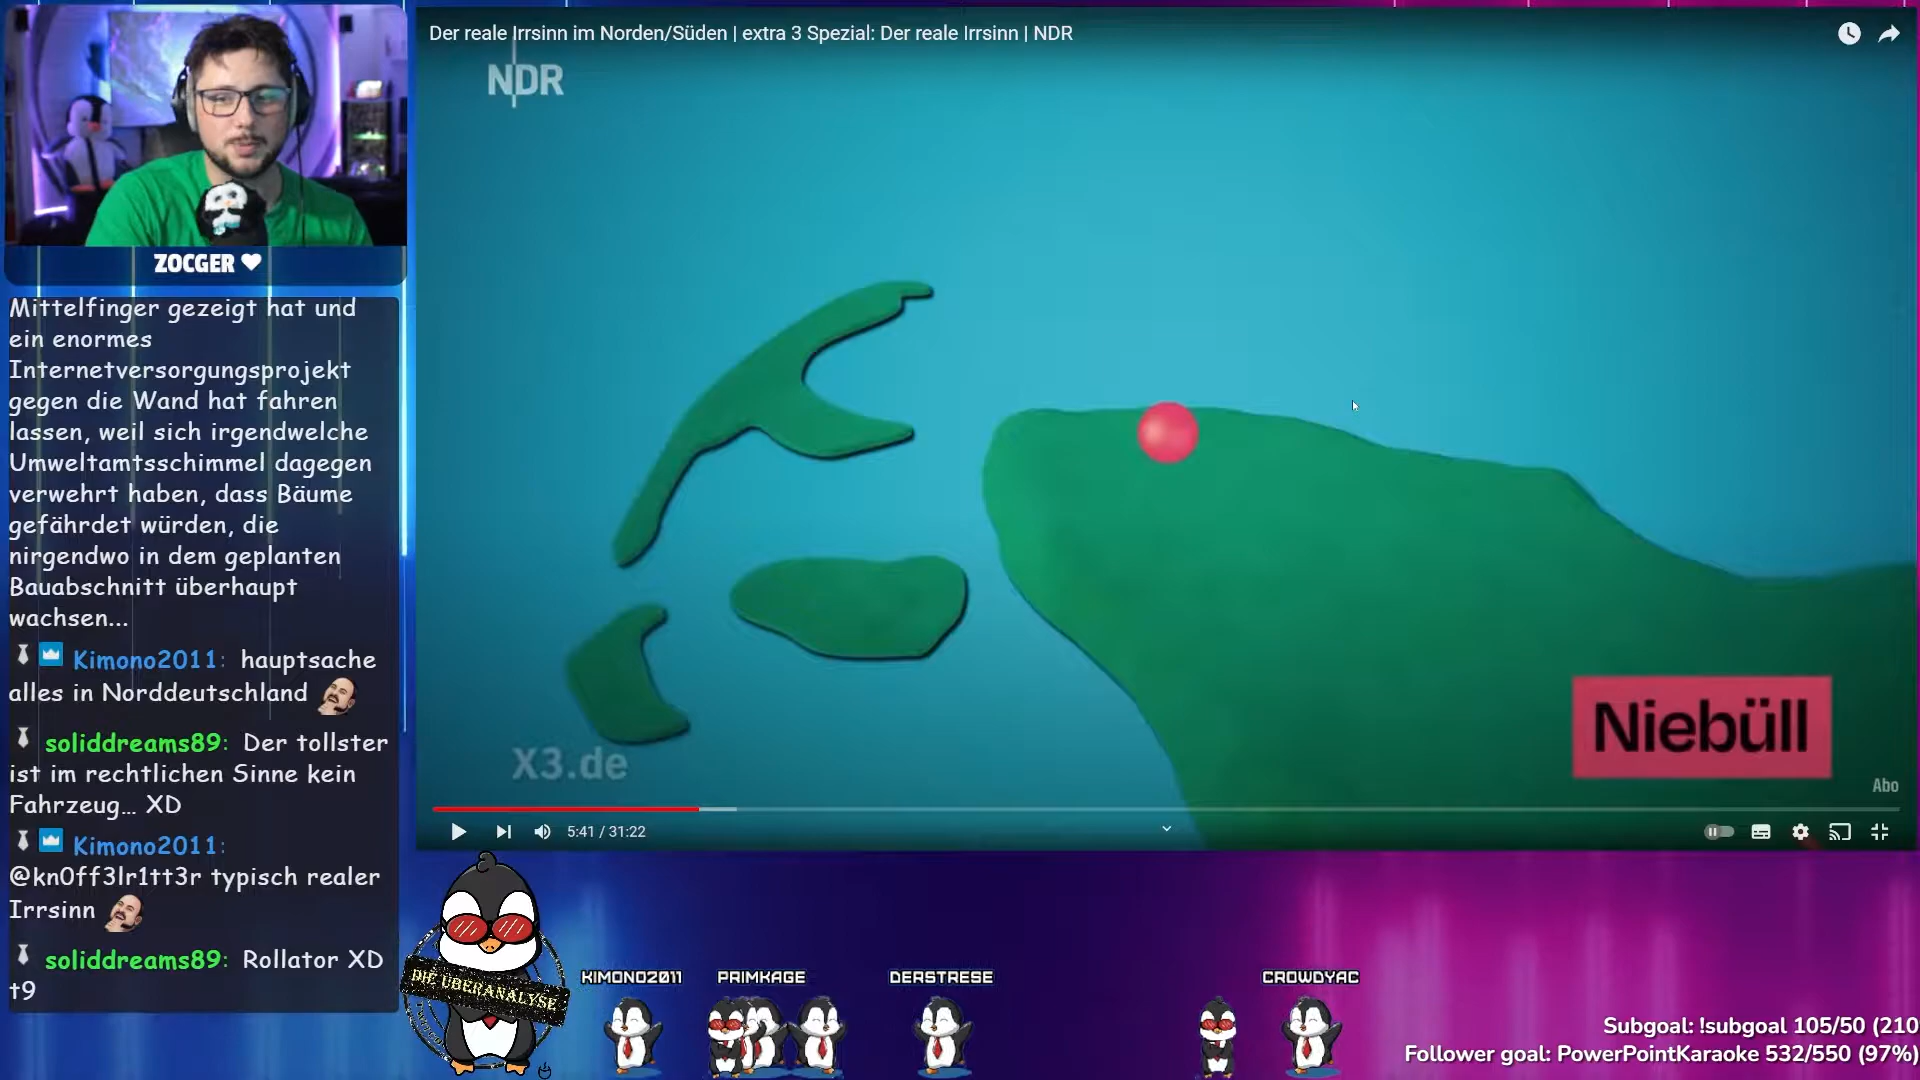 Der reale Irrsinn im Norden/Süden | extra 3 Spezial: Der reale Irrsinn | NDR
NDR
ZOCGER
Mittelfinger gezeigt hat und
ein enormes
Internetversorgungsprojekt
gegen die Wand hat fahren
lassen, weil sich irgendwelche
Umweltamtsschimmel dagegen
verwehrt haben, dass Bäume
gefährdet würden, die
nirgendwo in dem geplanten
Bauabschnitt überhaupt
wachsen...
Kimono2011: hauptsache
alles in Norddeutschland
soliddreams89: Der tollster
ist im rechtlichen Sinne kein
Fahrzeug... XD
Kimono2011:
@kn0ff3lr1tt3r typisch realer
Irrsinn
soliddreams89: Rollator XD
t9
Niebüll
X3.de
Abo
5:41 / 31:22
DIE ÜBERANALYSE
KIMONO2011
PRIMKAGE
DERSTRESE
CROWDYAC
Subgoal: !subgoal 105/50 (210
Follower goal: PowerPointKaraoke 532/550 (97%)